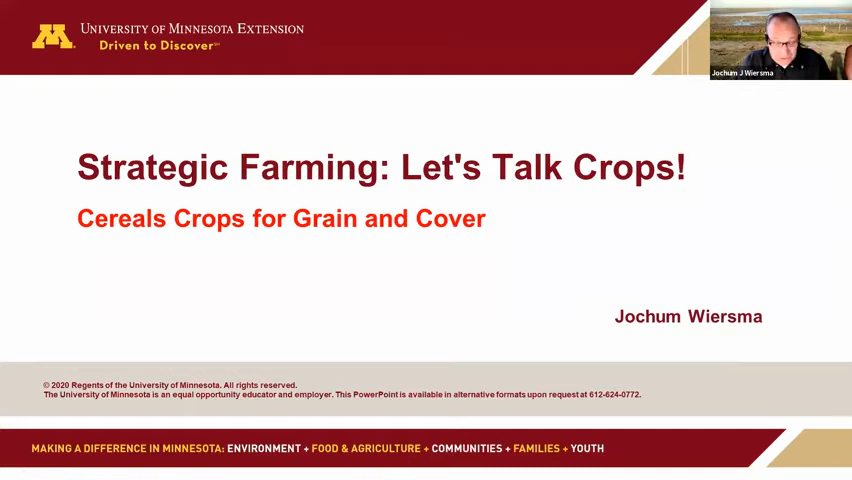 UNIVERSITY OF MINNESOTA EXTENSION
Driven to Discover℠
Jochum J Wiersma
Strategic Farming: Let's Talk Crops!
Cereals Crops for Grain and Cover
Jochum Wiersma
© 2020 Regents of the University of Minnesota. All rights reserved.
The University of Minnesota is an equal opportunity educator and employer. This PowerPoint is available in alternative formats upon request at 612-624-0772.
MAKING A DIFFERENCE IN MINNESOTA: ENVIRONMENT + FOOD & AGRICULTURE + COMMUNITIES + FAMILIES + YOUTH